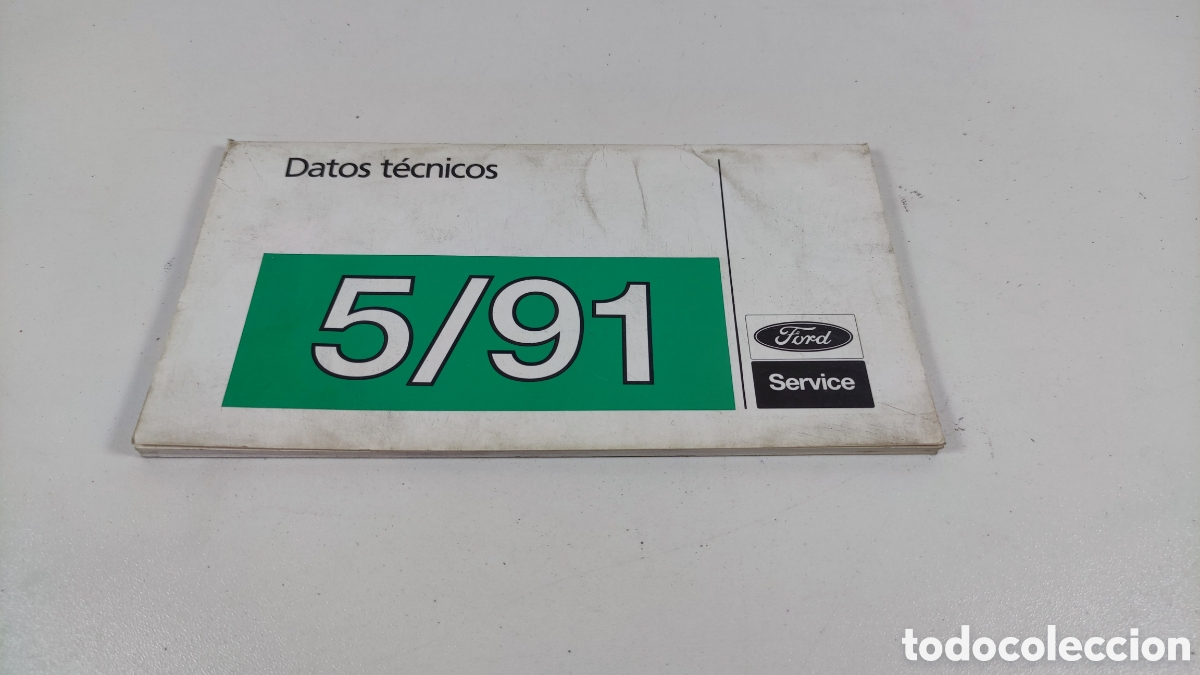 Datos técnicos
5/91
Ford
Service
todocoleccion